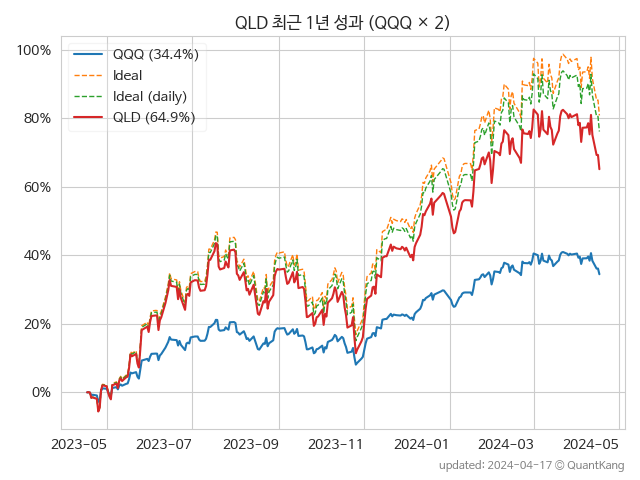 QLD 최근 1년 성과 (QQQ × 2)
QQQ (34.4%)
Ideal
Ideal (daily)
QLD (64.9%)
100%
80%
60%
40%
20%
0%
2023-05 2023-07 2023-09 2023-11 2024-01 2024-03 2024-05
updated: 2024-04-17 © QuantKang